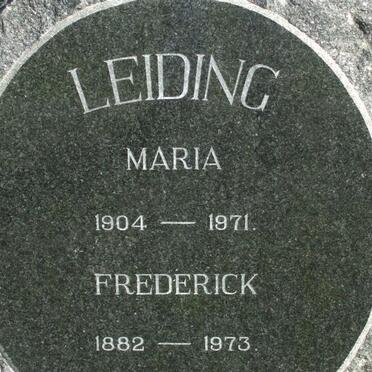 LEIDING
MARIA
1904 — 1971.
FREDERICK
1882 — 1973.